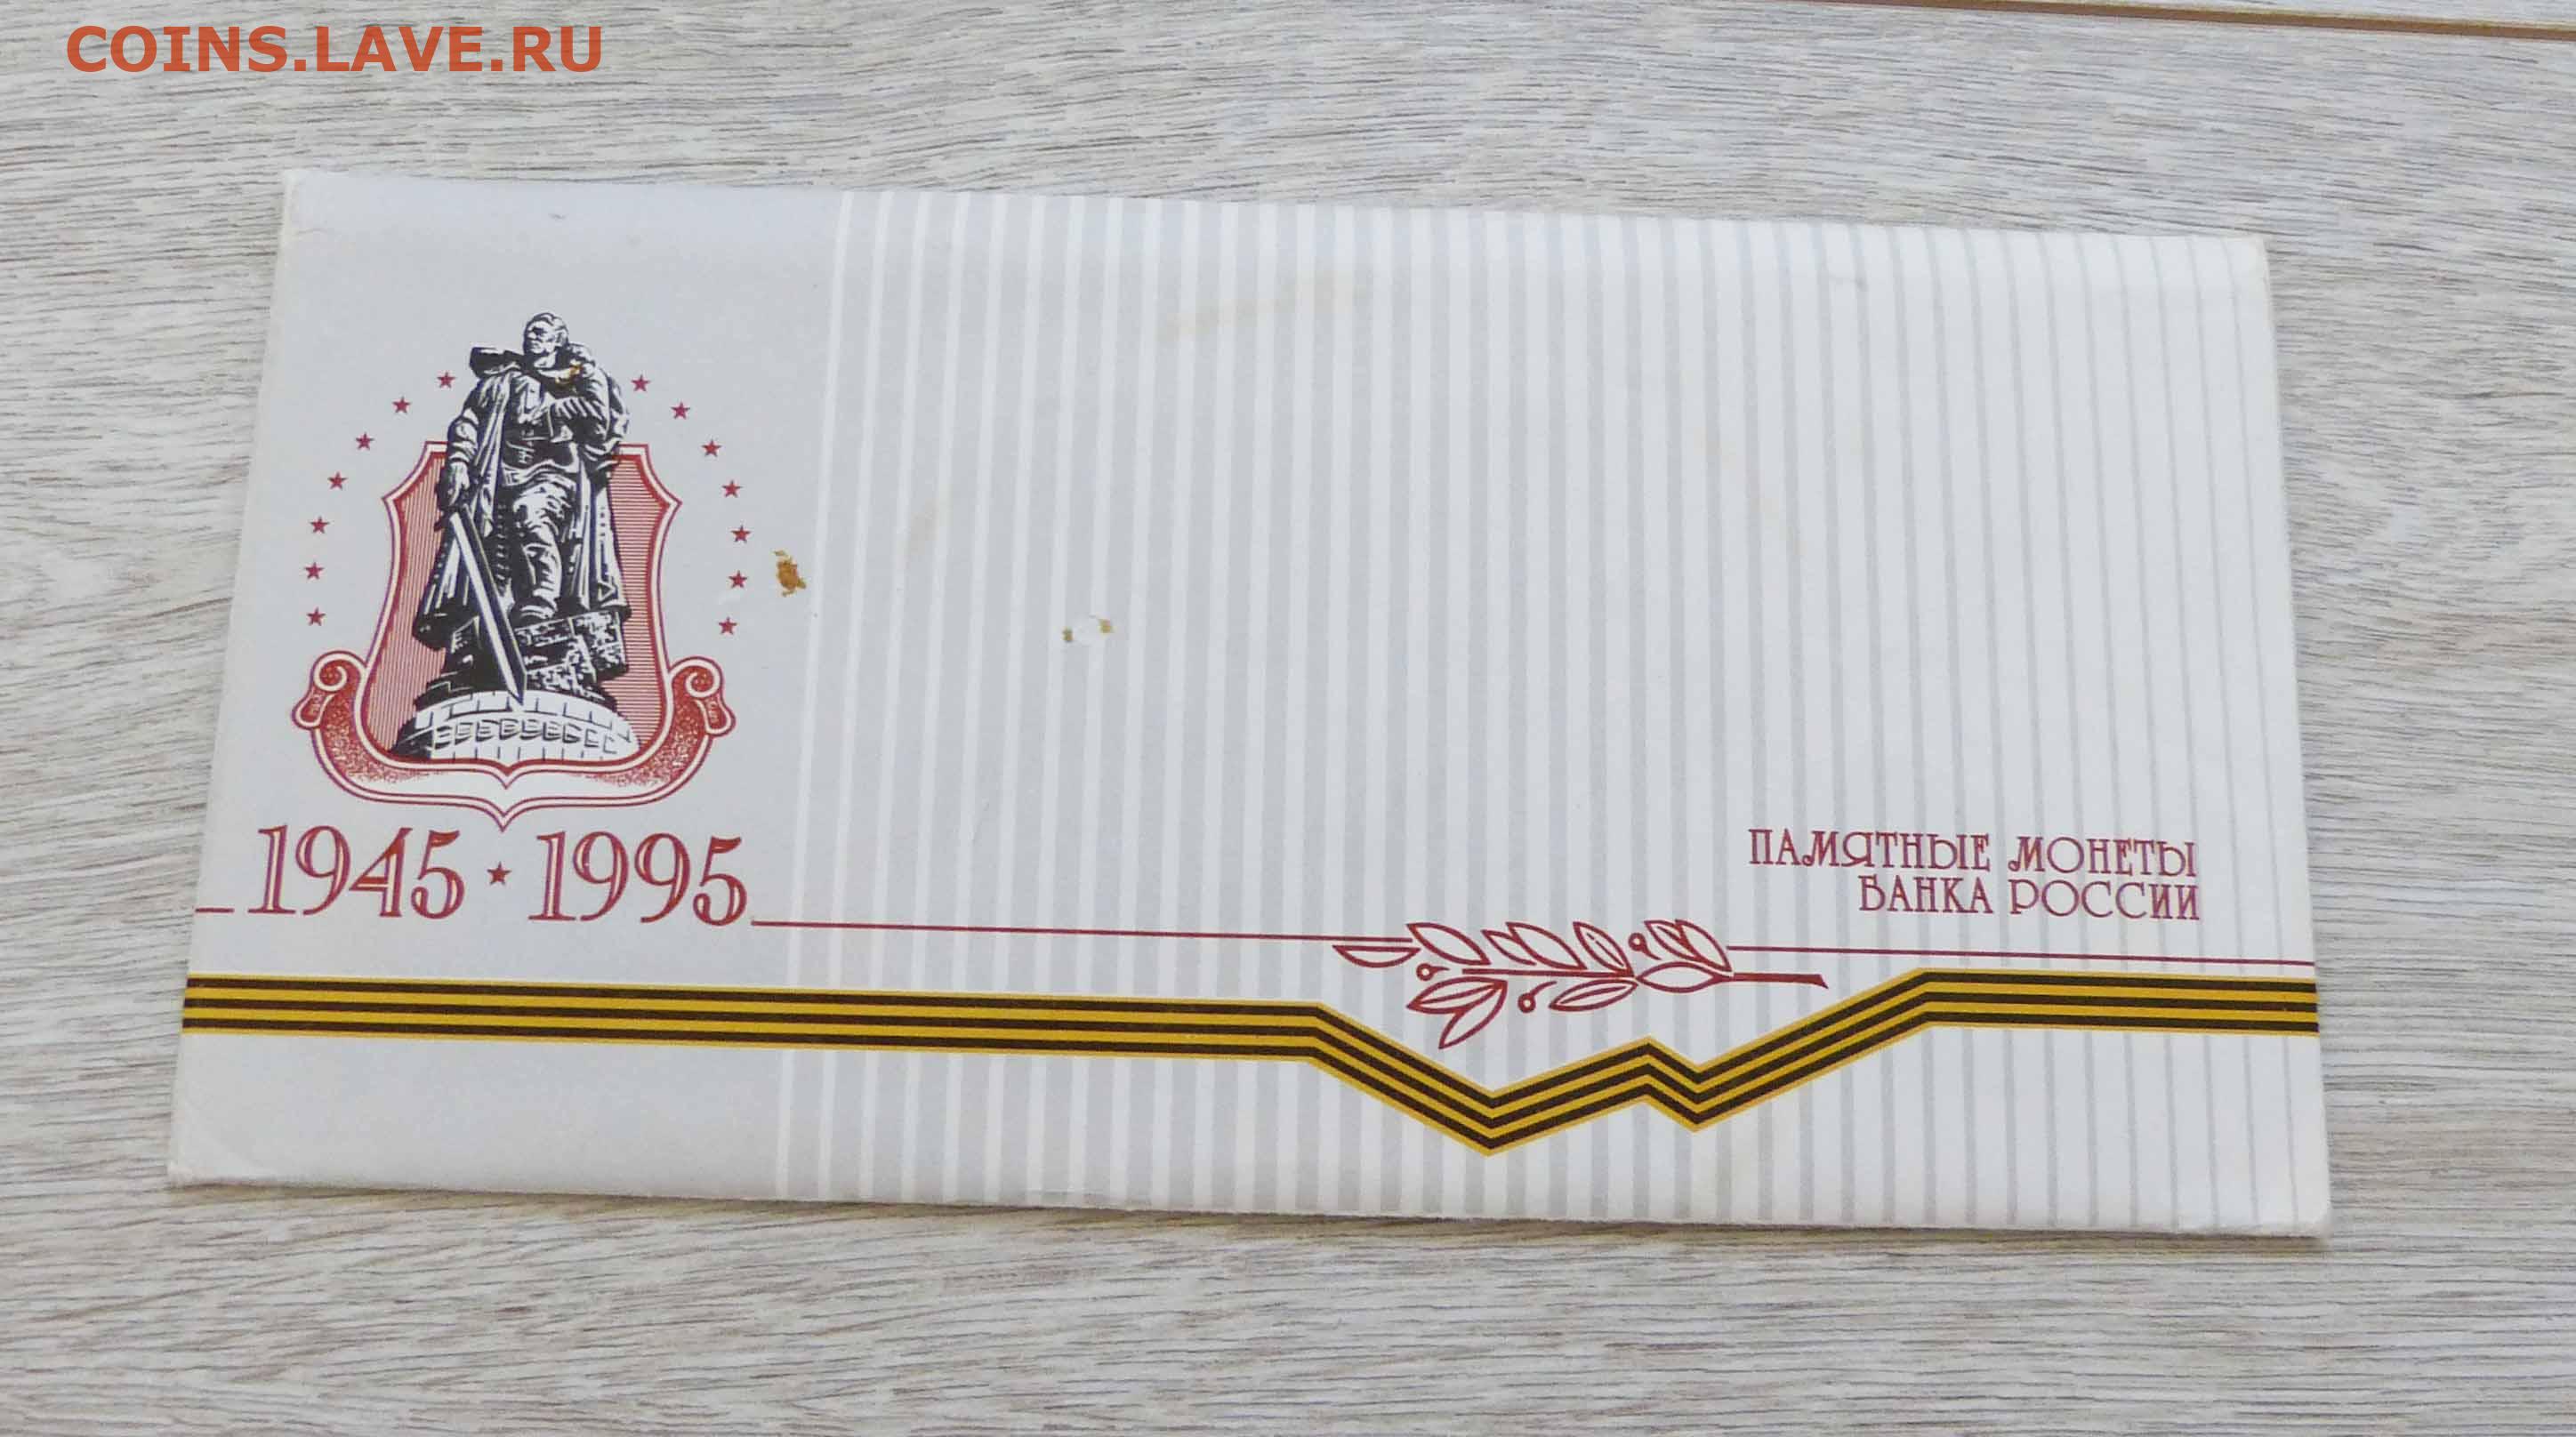 COINS.LAVE.RU
1945 ★ 1995
ПАМЯТНЫЕ МОНЕТЫ
БАНКА РОССИИ